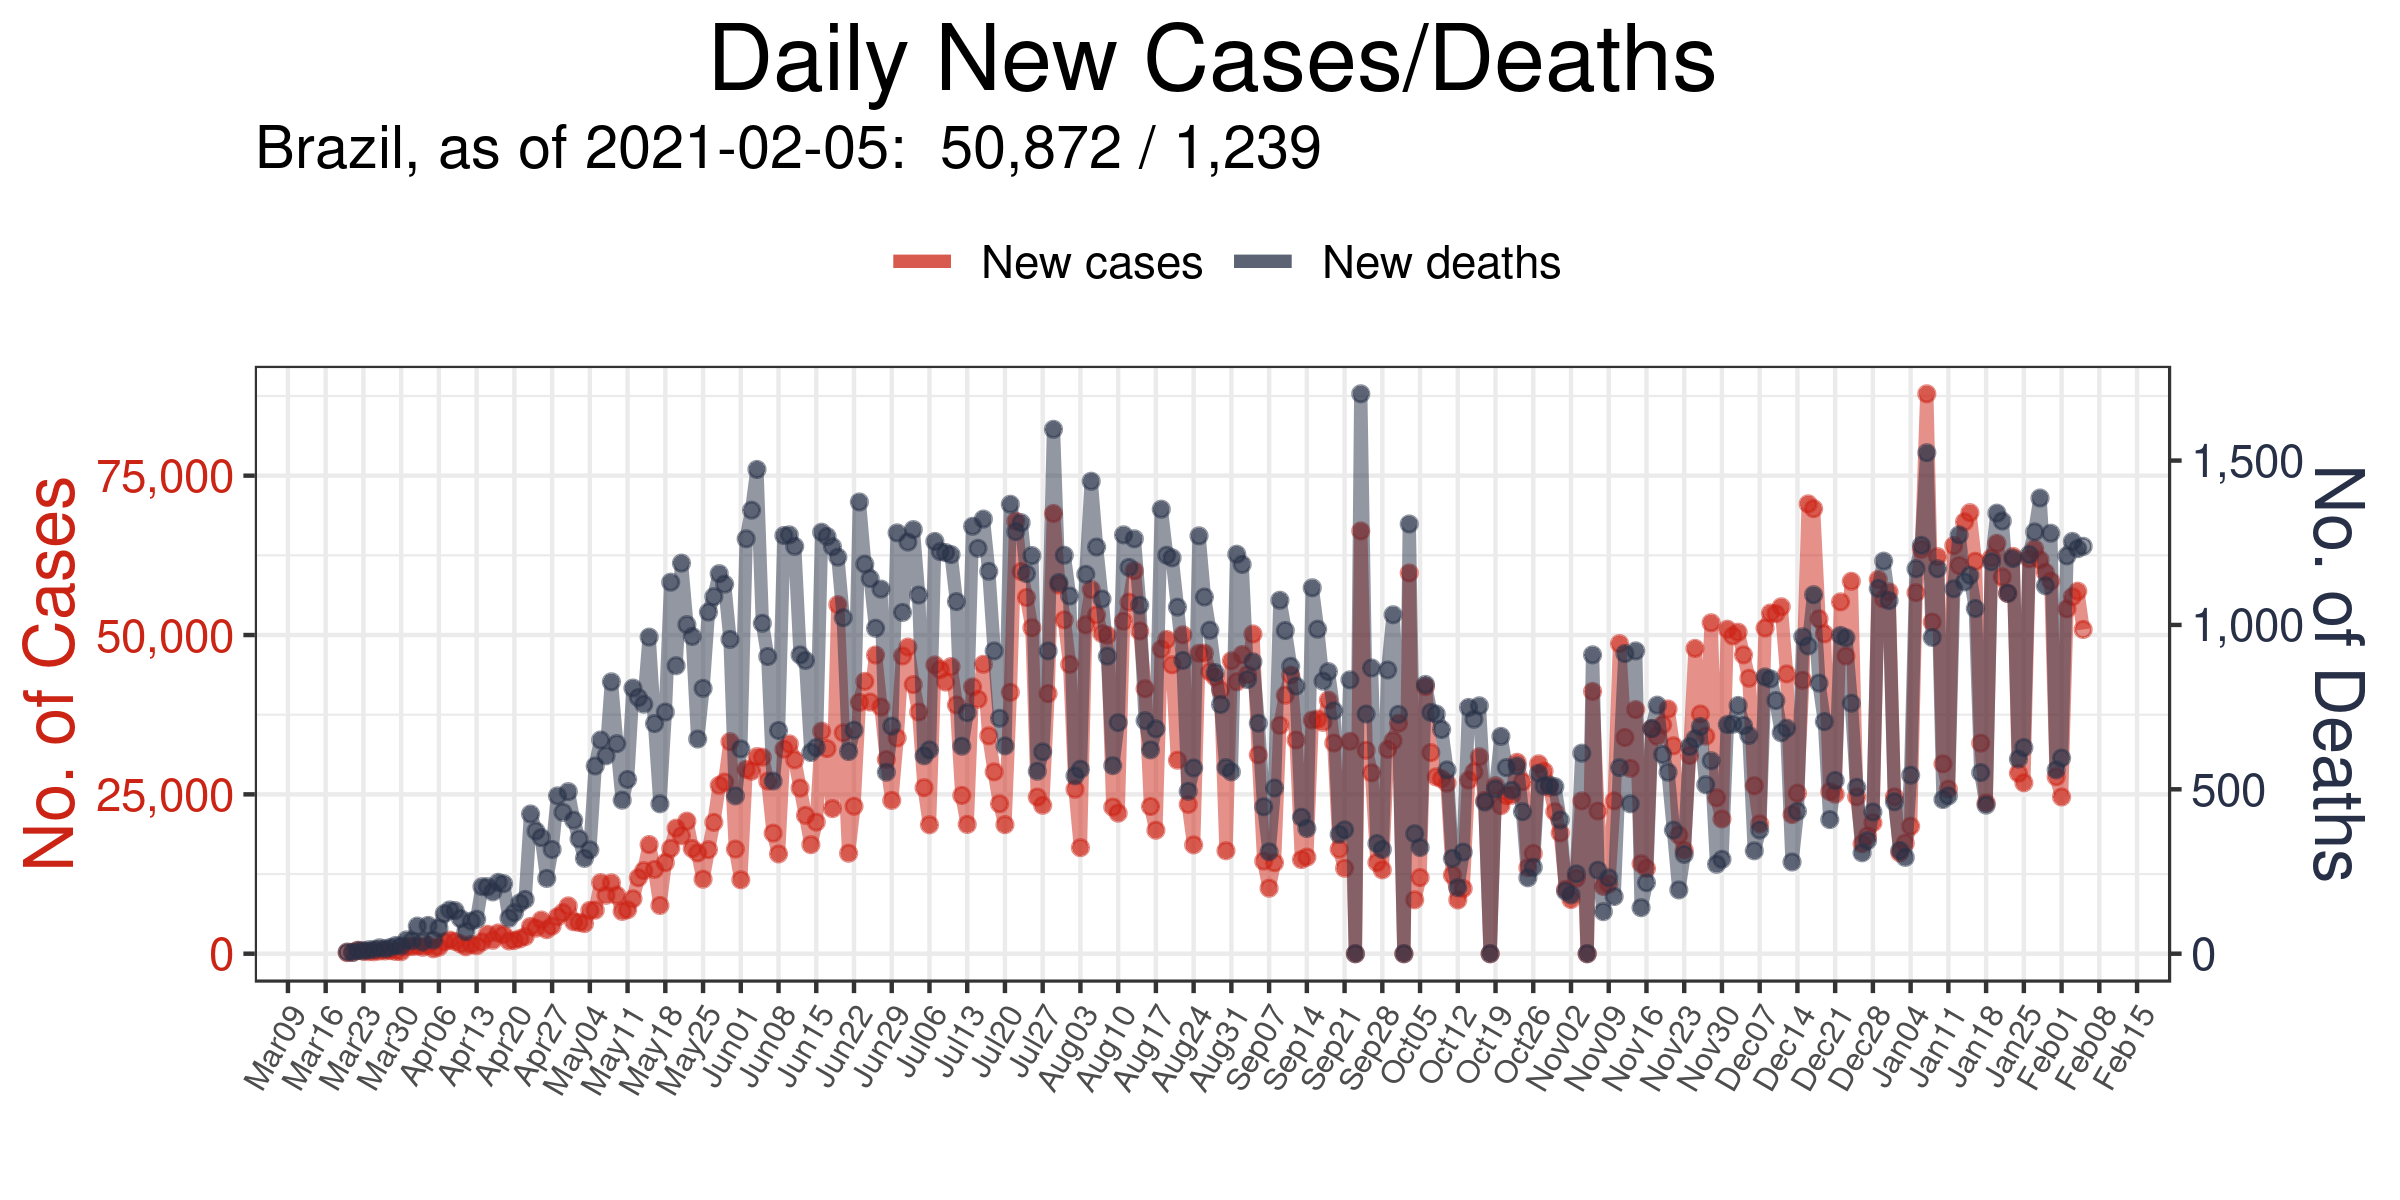 Daily New Cases/Deaths
Brazil, as of 2021-02-05:  50,872 / 1,239
New cases
New deaths
No. of Cases
75,000
50,000
25,000
0
1,500
1,000
500
0
No. of Deaths
Mar09
Mar16
Mar23
Mar30
Apr06
Apr13
Apr20
Apr27
May04
May11
May18
May25
Jun01
Jun08
Jun15
Jun22
Jun29
Jul06
Jul13
Jul20
Jul27
Aug03
Aug10
Aug17
Aug24
Aug31
Sep07
Sep14
Sep21
Sep28
Oct05
Oct12
Oct19
Oct26
Nov02
Nov09
Nov16
Nov23
Nov30
Dec07
Dec14
Dec21
Dec28
Jan04
Jan11
Jan18
Jan25
Feb01
Feb08
Feb15